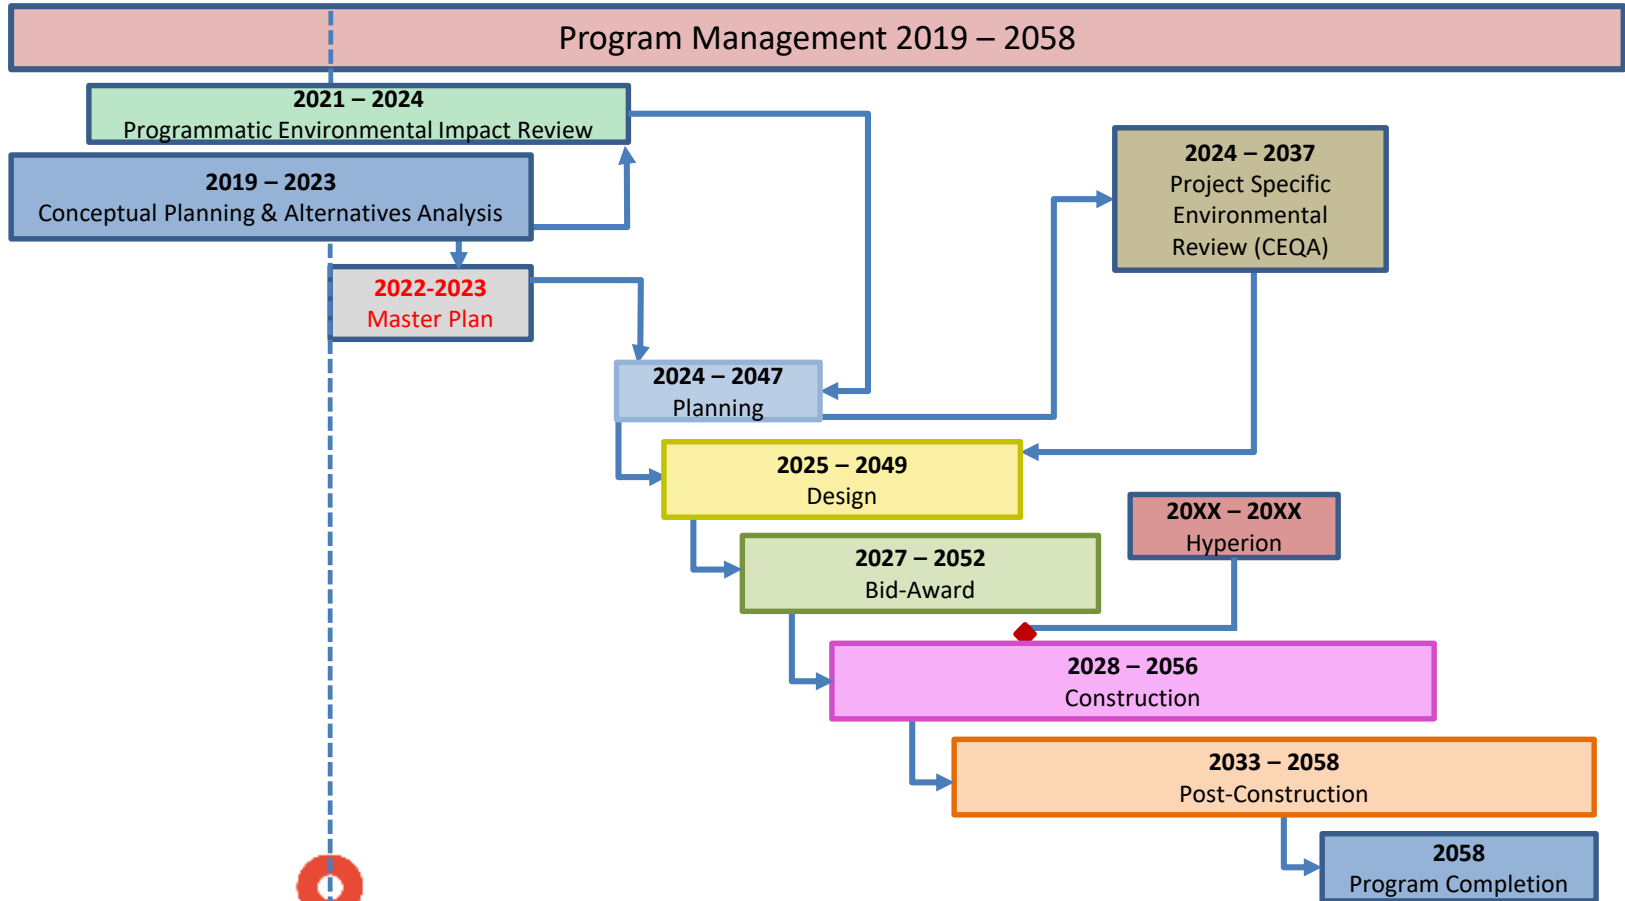 Program Management 2019 – 2058
2021 – 2024
Programmatic Environmental Impact Review
2019 – 2023
Conceptual Planning & Alternatives Analysis
2022-2023
Master Plan
2024 – 2037
Project Specific
Environmental
Review (CEQA)
2024 – 2047
Planning
2025 – 2049
Design
20XX – 20XX
Hyperion
2027 – 2052
Bid-Award
2028 – 2056
Construction
2033 – 2058
Post-Construction
2058
Program Completion